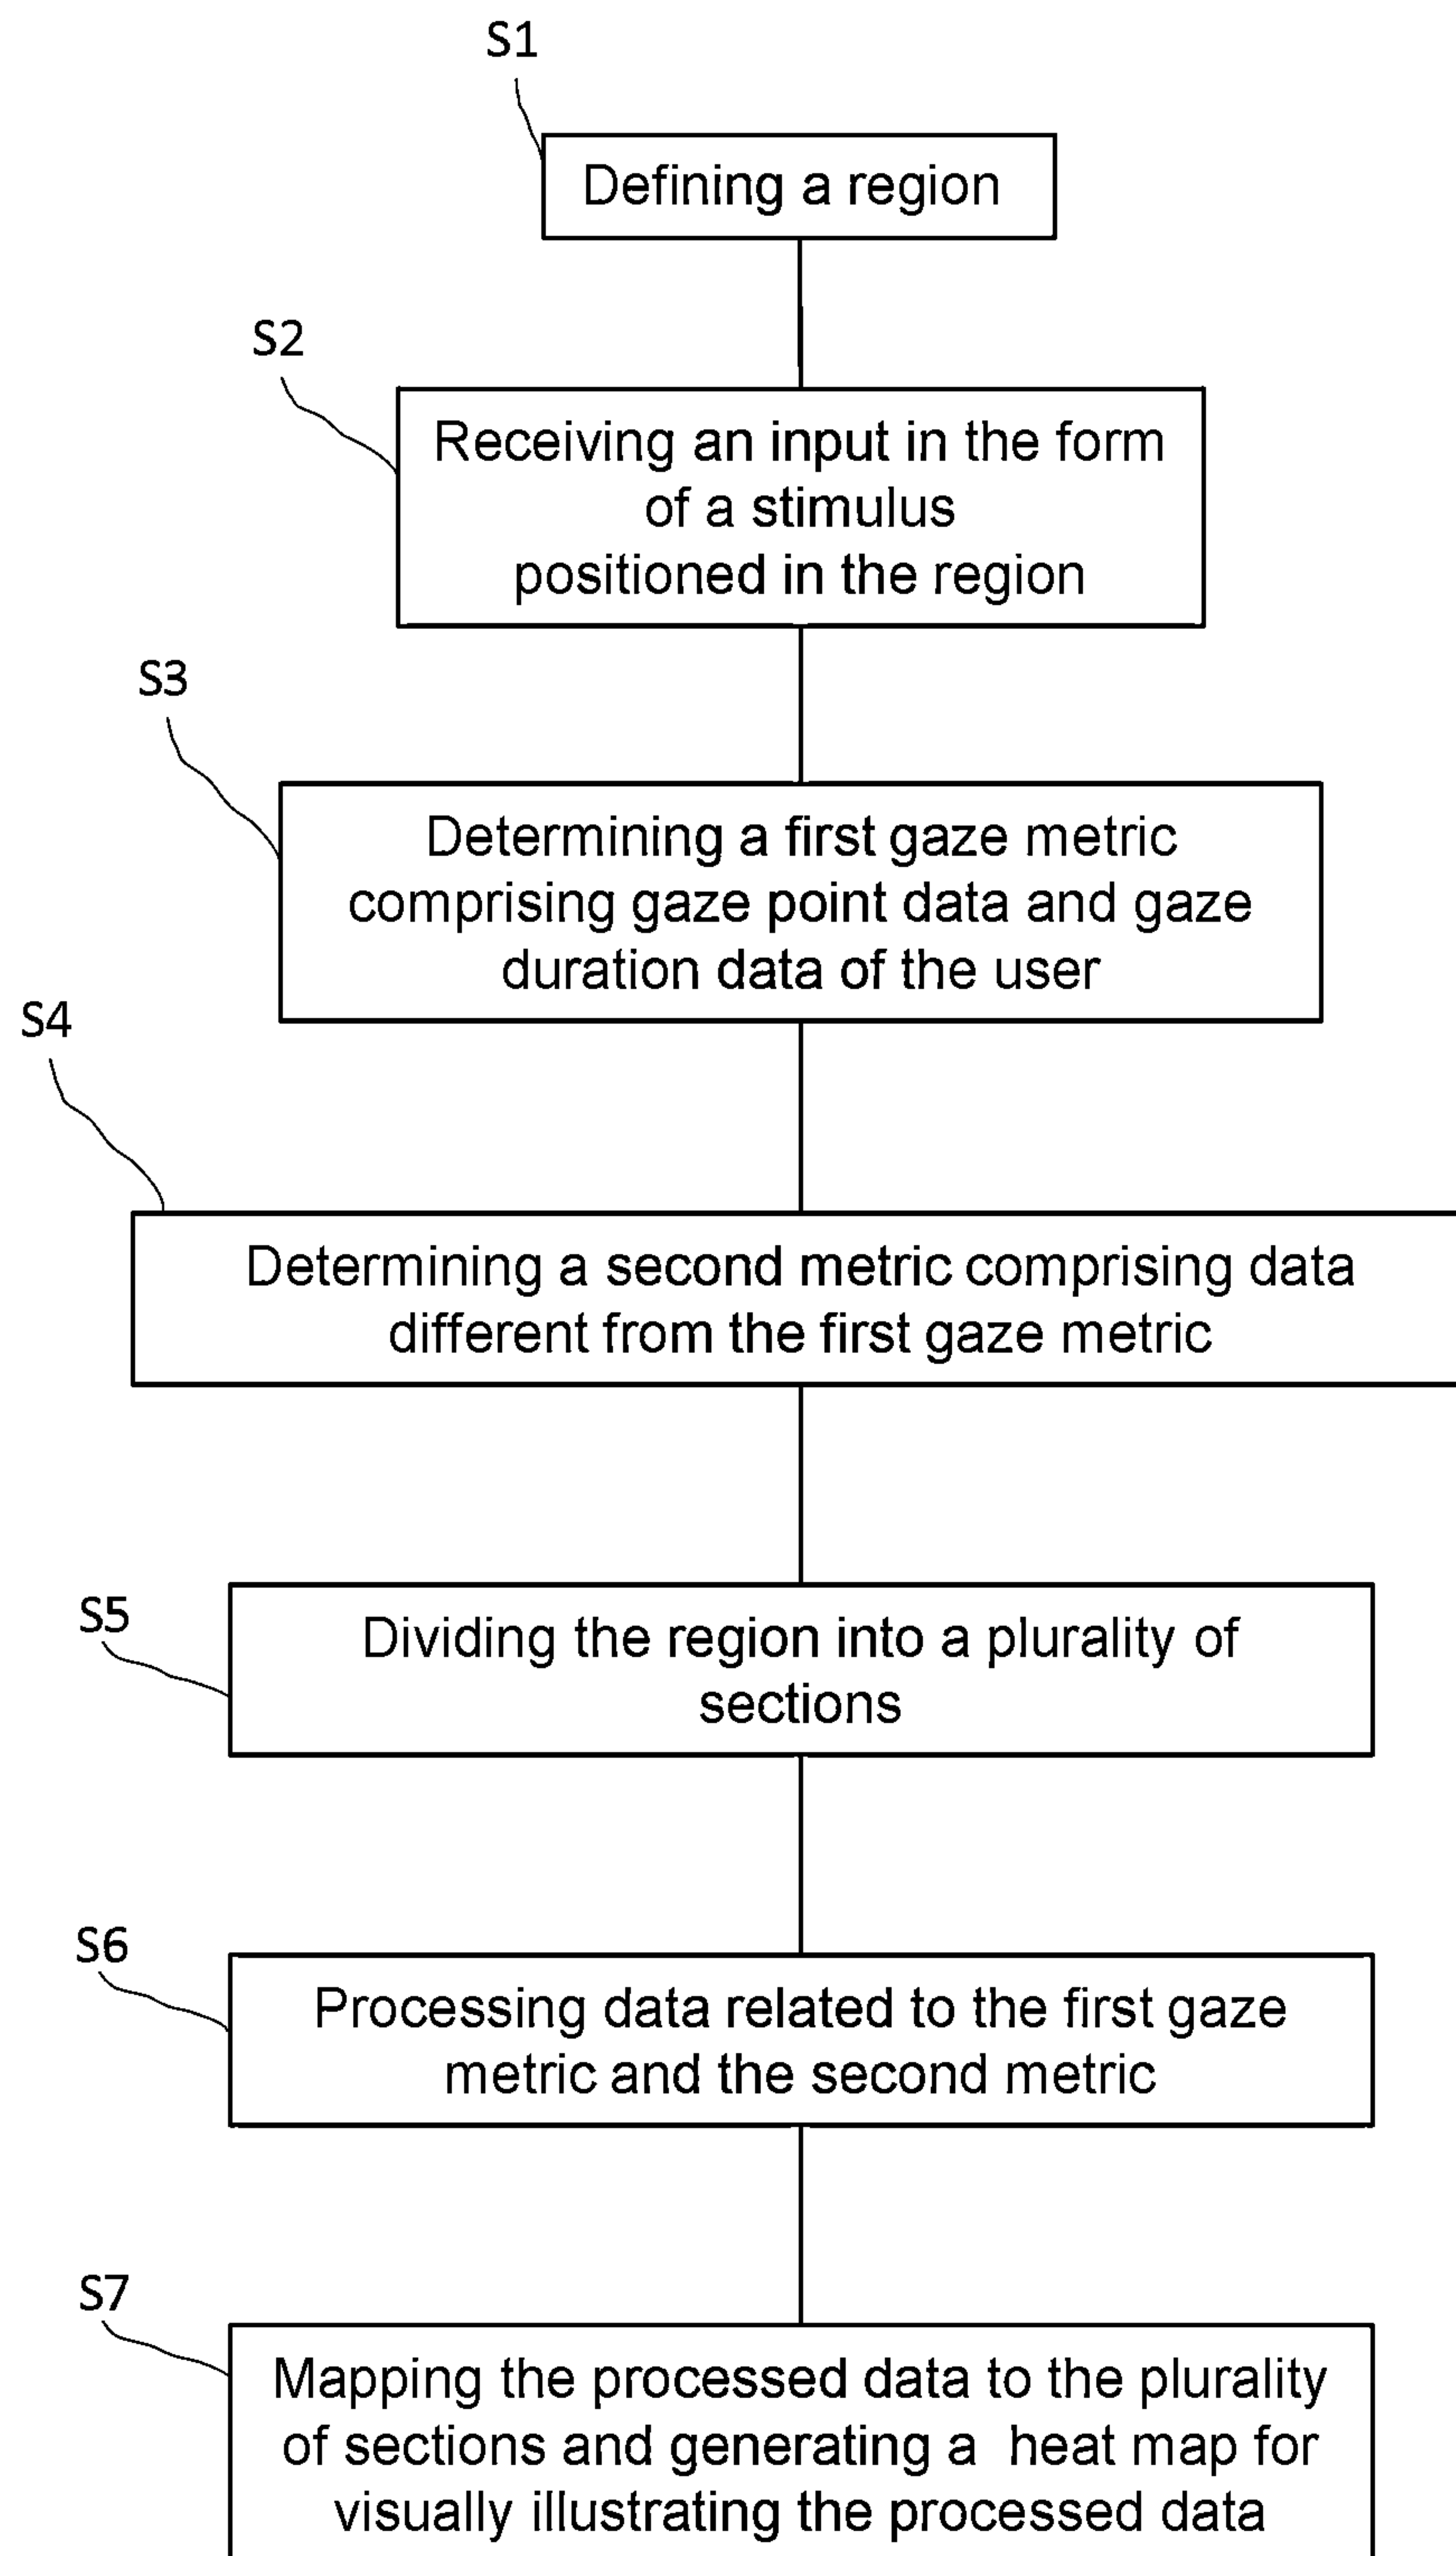 S1
Defining a region
S2
Receiving an input in the form
of a stimulus
positioned in the region
S3
Determining a first gaze metric
comprising gaze point data and gaze
duration data of the user
S4
Determining a second metric comprising data
different from the first gaze metric
S5
Dividing the region into a plurality of
sections
S6
Processing data related to the first gaze
metric and the second metric
S7
Mapping the processed data to the plurality
of sections and generating a heat map for
visually illustrating the processed data